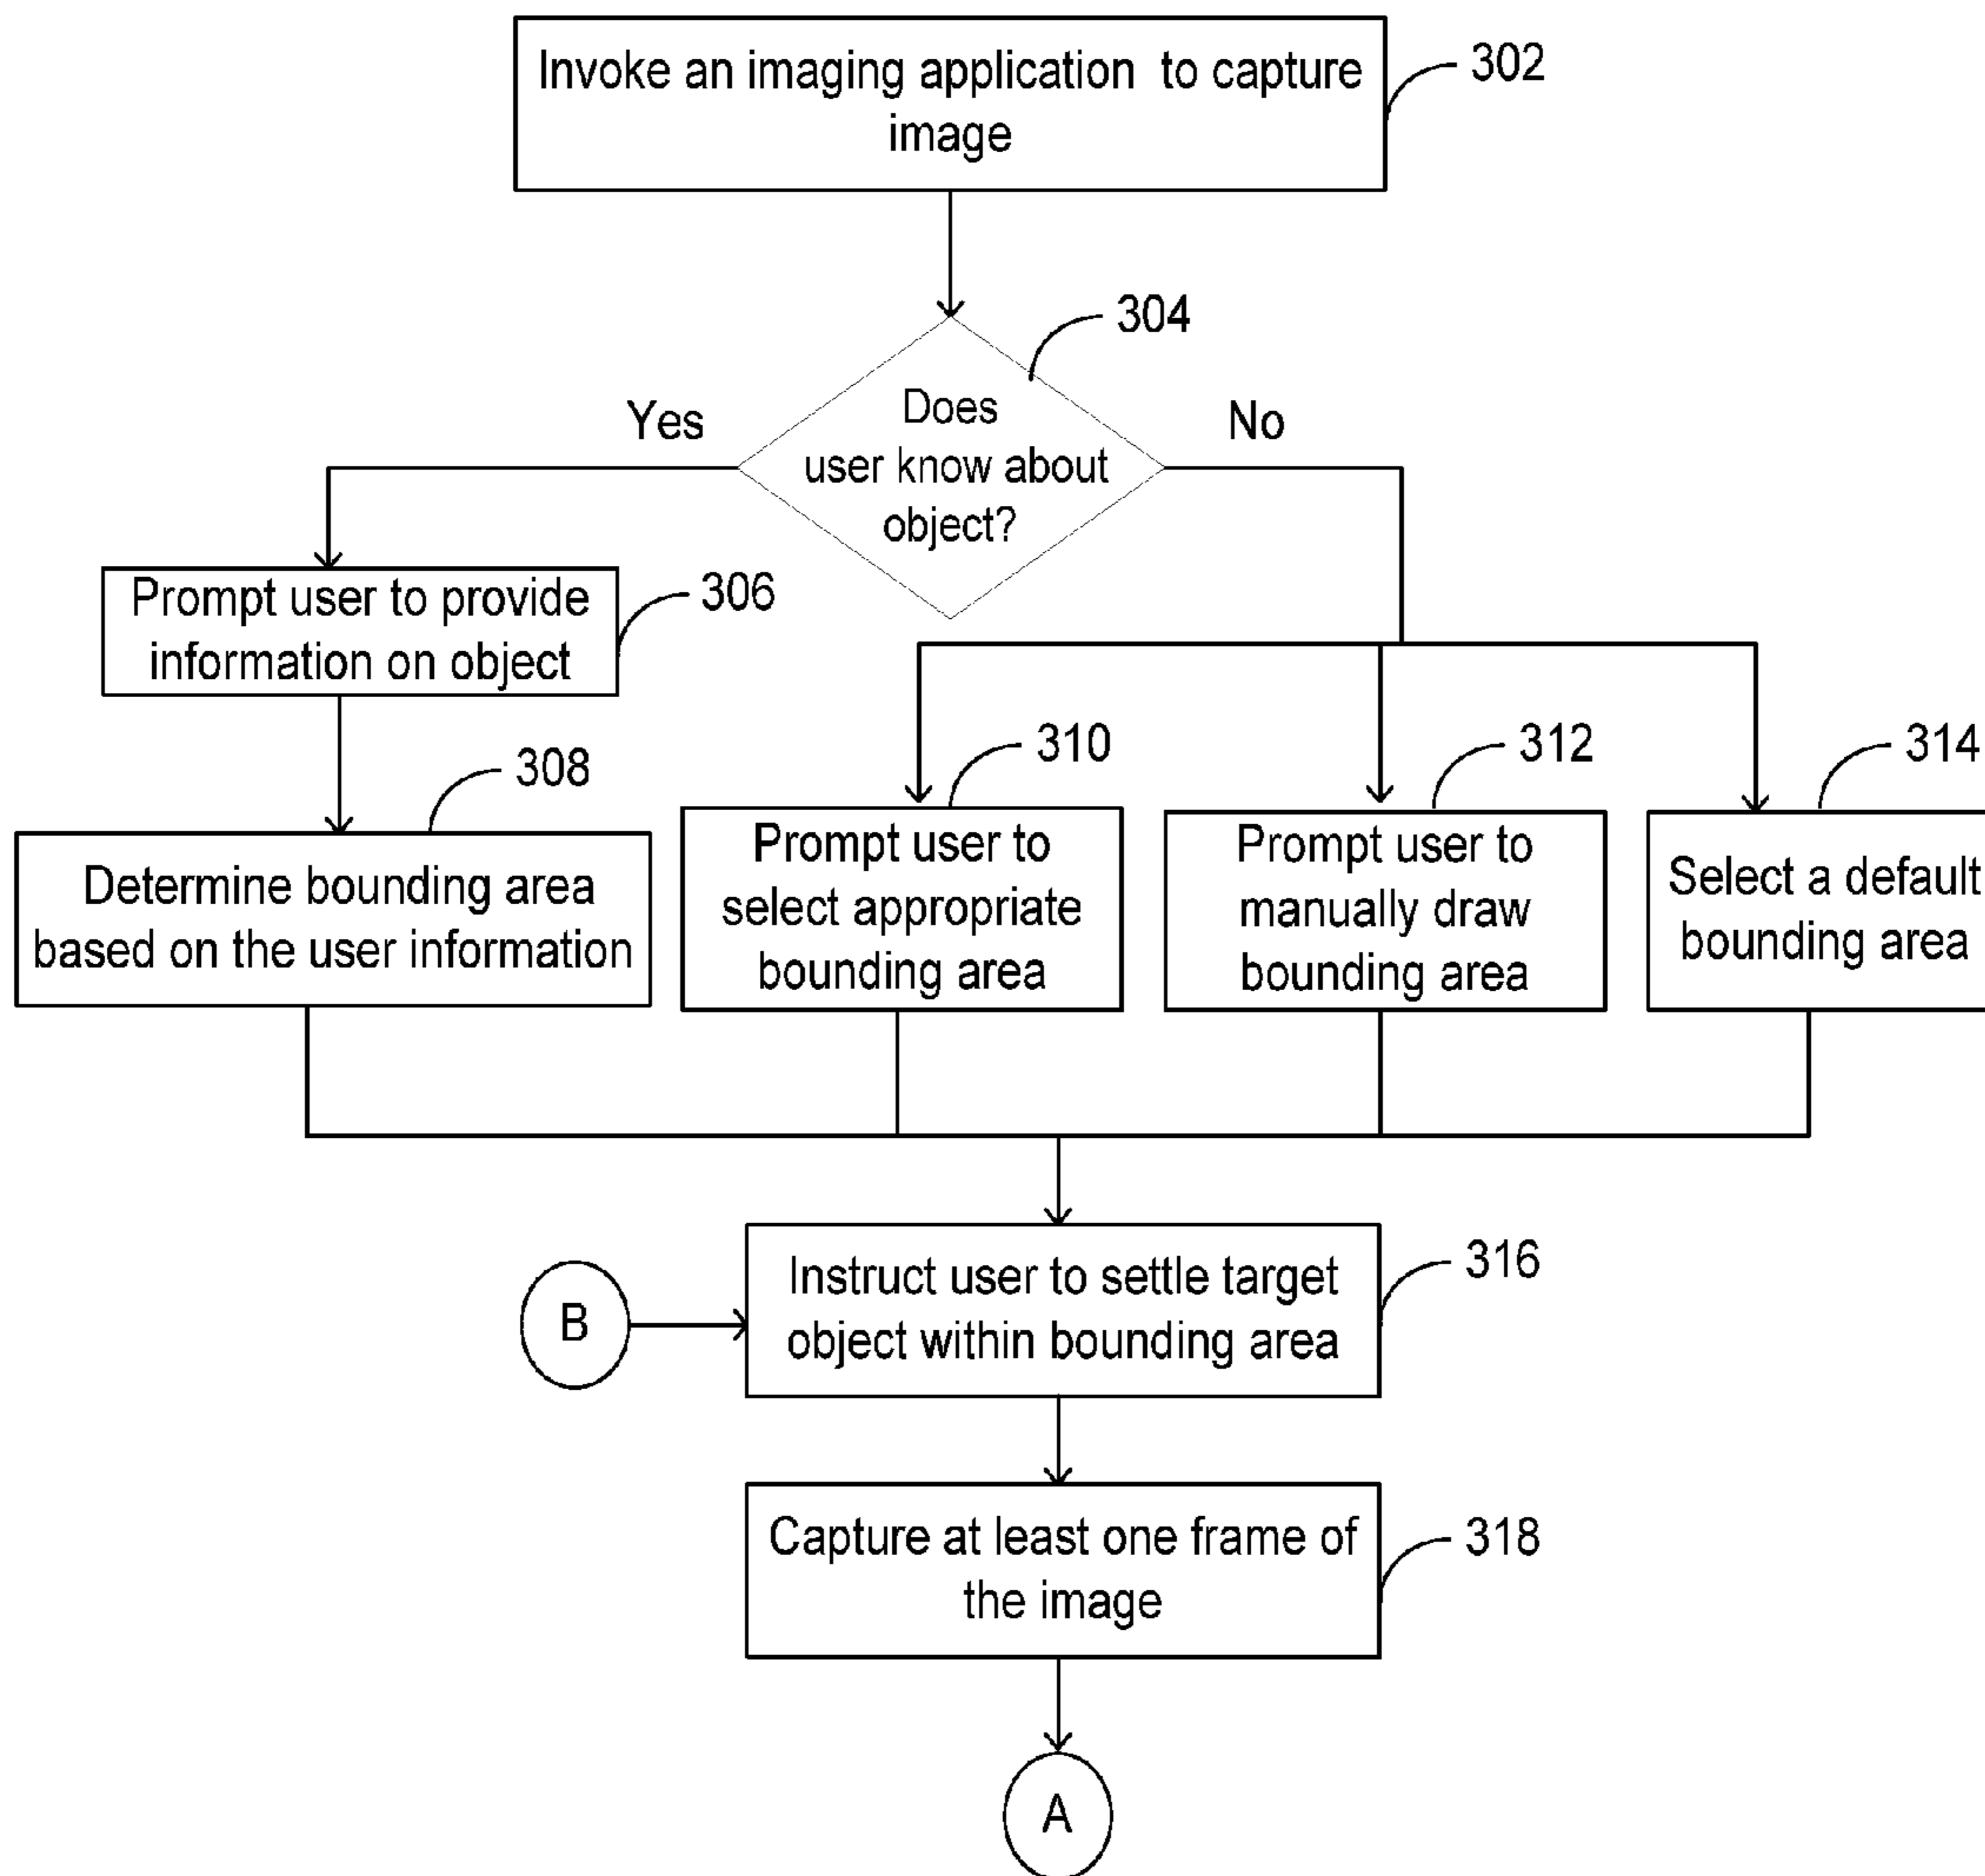 Invoke an imaging application to capture
image
302
304
Does
user know about
object?
Yes
No
Prompt user to provide
information on object
306
308
310
312
314
Determine bounding area
based on the user information
Prompt user to
select appropriate
bounding area
Prompt user to
manually draw
bounding area
Select a default
bounding area
B
Instruct user to settle target
object within bounding area
316
Capture at least one frame of
the image
318
A